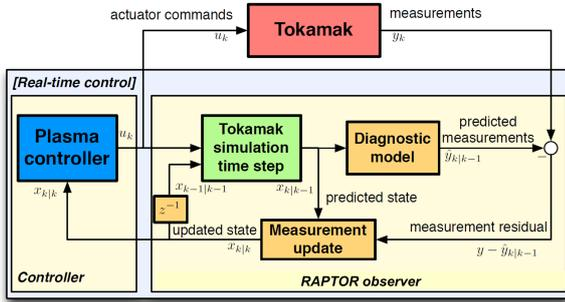 actuator commands
measurements
Tokamak
u_k
y_k
[Real-time control]
Plasma
controller
u_k
Tokamak
simulation
time step
Diagnostic
model
predicted
measurements
ŷ_{k|k-1}
−
x_{k|k}
x_{k-1|k-1}
x_{k|k-1}
z^{-1}
predicted state
updated state
x_{k|k}
Measurement
update
measurement residual
y − ŷ_{k|k-1}
Controller
RAPTOR observer